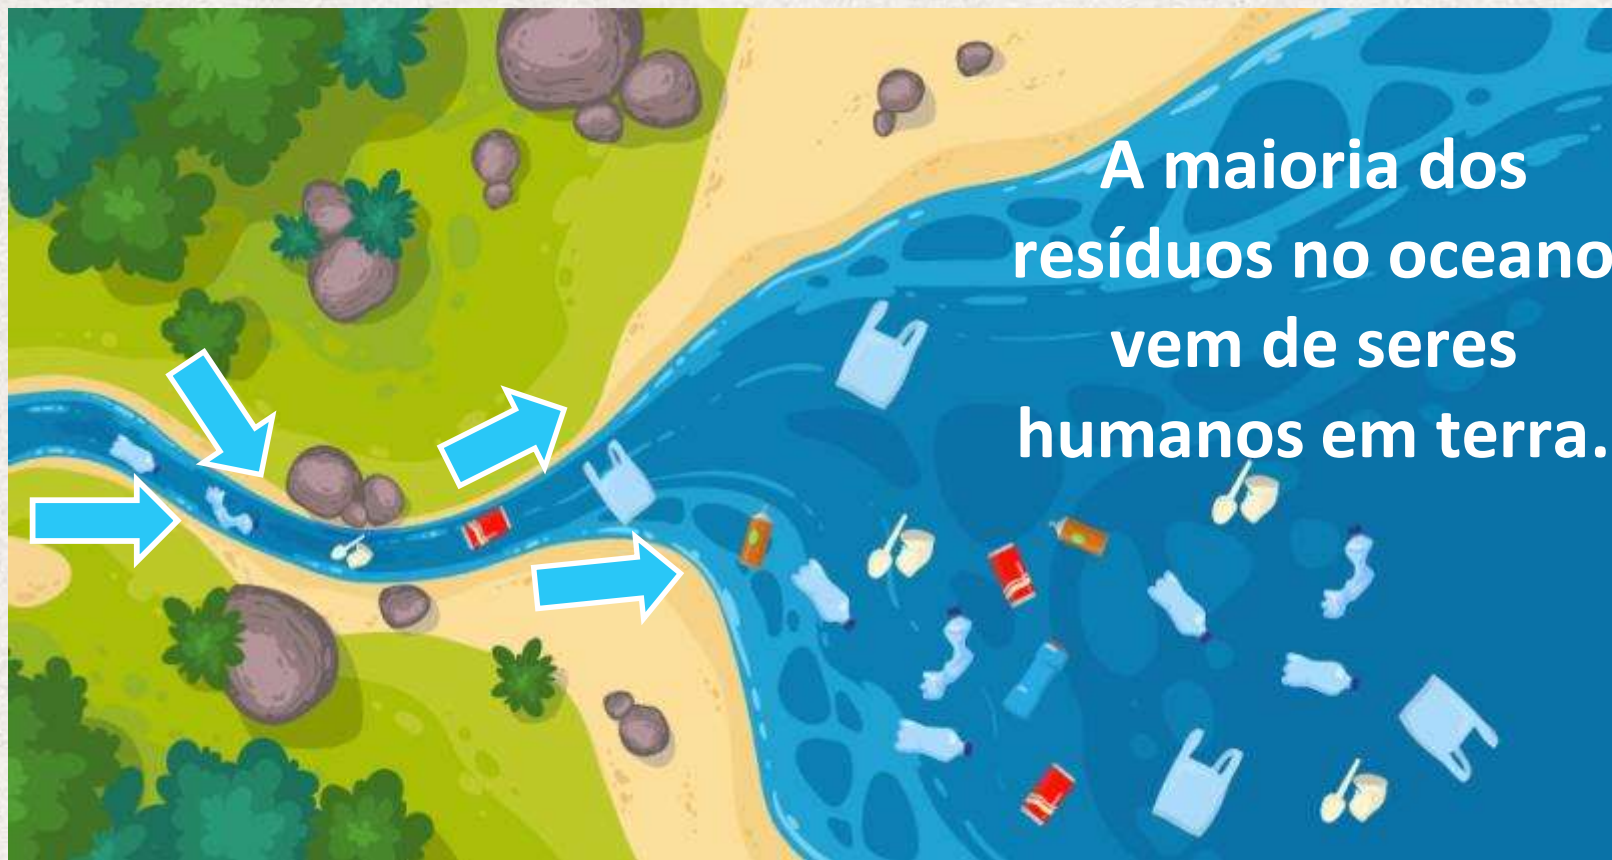 A maioria dos
resíduos no oceano
vem de seres
humanos em terra.